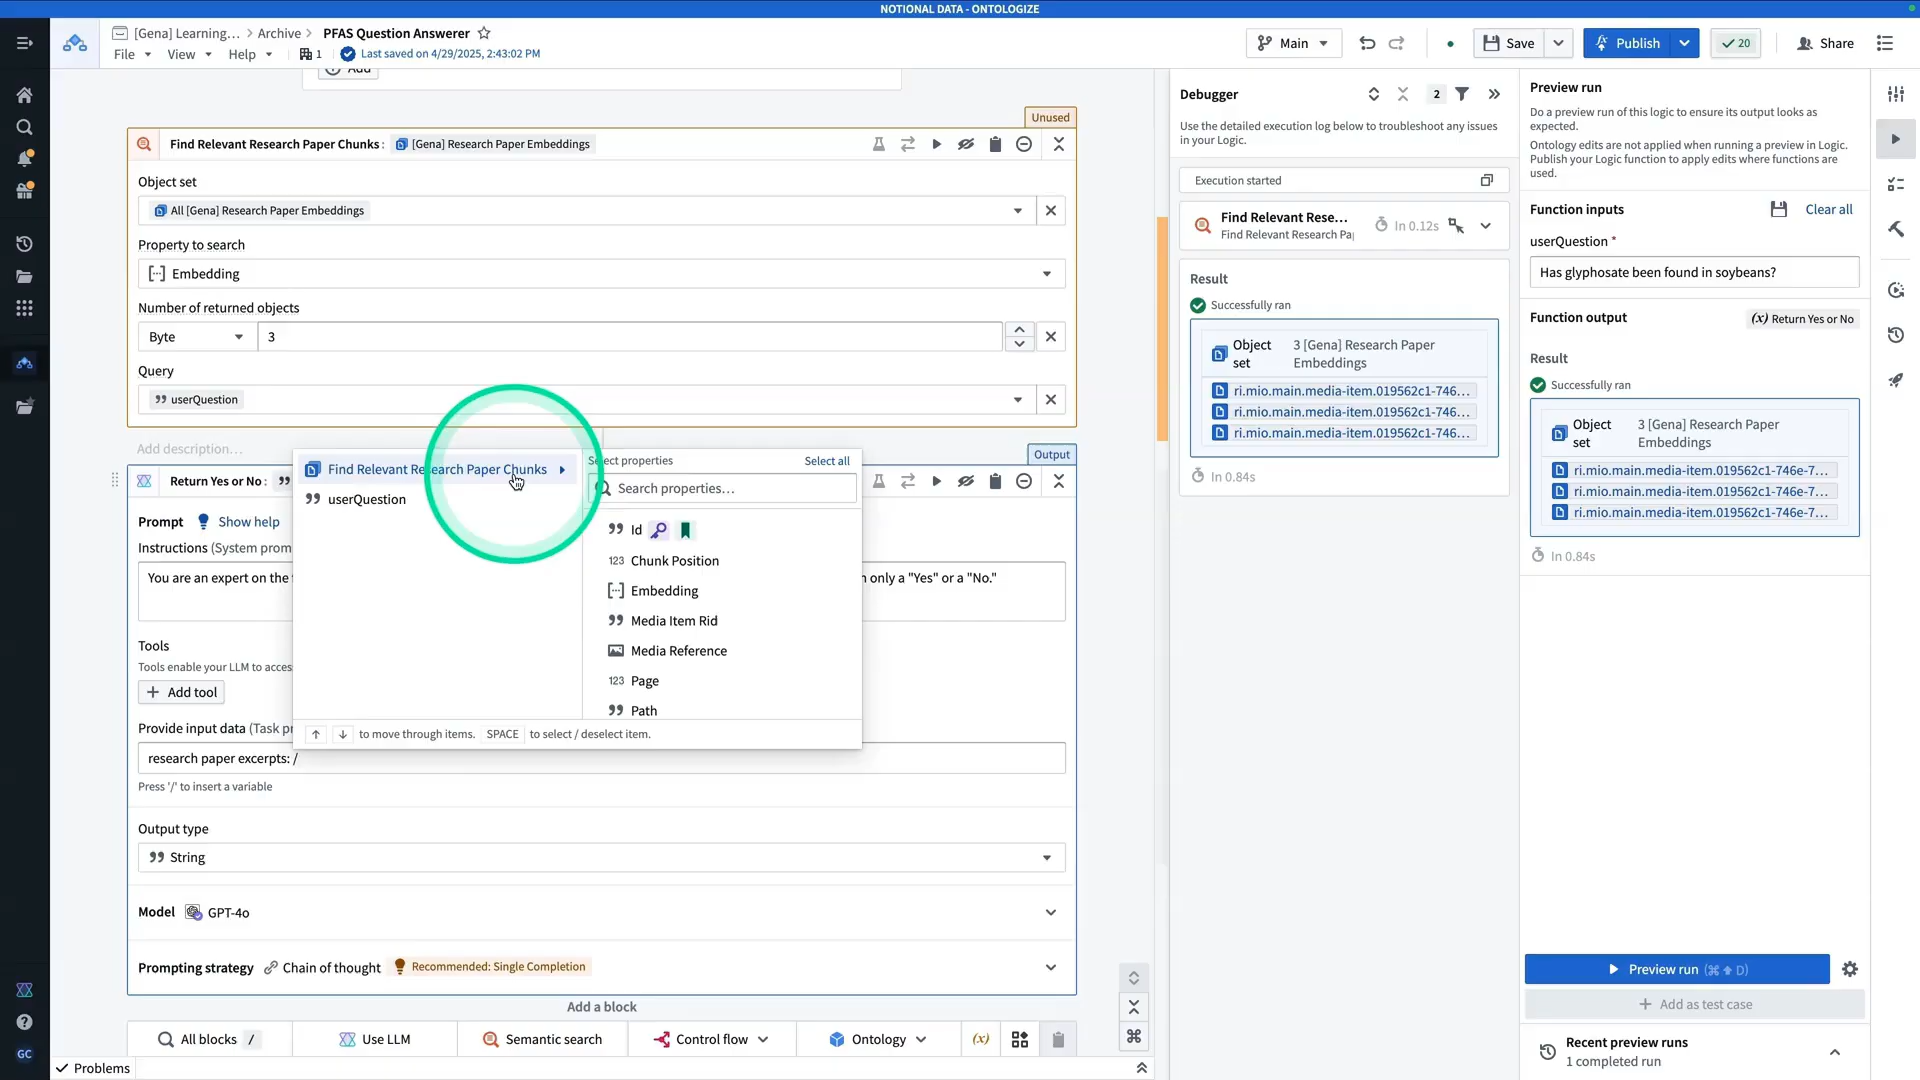 NOTIONAL DATA - ONTOLOGIZE
[Gena] Learning… > Archive > PFAS Question Answerer
File View Help 1 Last saved on 4/29/2025, 2:43:02 PM
Main Save Publish 20 Share
Add
Unused
Find Relevant Research Paper Chunks: [Gena] Research Paper Embeddings
Object set
All [Gena] Research Paper Embeddings
Property to search
Embedding
Number of returned objects
Byte 3
Query
userQuestion
Add description…
Output
Return Yes or No:
Find Relevant Research Paper Chunks
userQuestion
Select properties Select all
Search properties…
Id
123 Chunk Position
Embedding
Media Item Rid
Media Reference
123 Page
Path
to move through items. SPACE to select / deselect item.
Prompt Show help
Instructions (System prom
You are an expert on the
only a "Yes" or a "No."
Tools
Tools enable your LLM to acces
Add tool
Provide input data (Task pr
research paper excerpts: /
Press '/' to insert a variable
Output type
String
Model GPT-4o
Prompting strategy Chain of thought Recommended: Single Completion
Add a block
All blocks / Use LLM Semantic search Control flow Ontology (x)
Problems
GC
Debugger 2
Use the detailed execution log below to troubleshoot any issues
in your Logic.
Execution started
Find Relevant Rese… In 0.12s
Find Relevant Research Pa
Result
Successfully ran
Object set 3 [Gena] Research Paper Embeddings
ri.mio.main.media-item.019562c1-746…
ri.mio.main.media-item.019562c1-746…
ri.mio.main.media-item.019562c1-746…
In 0.84s
Preview run
Do a preview run of this logic to ensure its output looks as
expected.
Ontology edits are not applied when running a preview in Logic.
Publish your Logic function to apply edits where functions are
used.
Function inputs Clear all
userQuestion *
Has glyphosate been found in soybeans?
Function output (x) Return Yes or No
Result
Successfully ran
Object set 3 [Gena] Research Paper Embeddings
ri.mio.main.media-item.019562c1-746e-7…
ri.mio.main.media-item.019562c1-746e-7…
ri.mio.main.media-item.019562c1-746e-7…
In 0.84s
Preview run (⌘ ⬆ D)
Add as test case
Recent preview runs
1 completed run